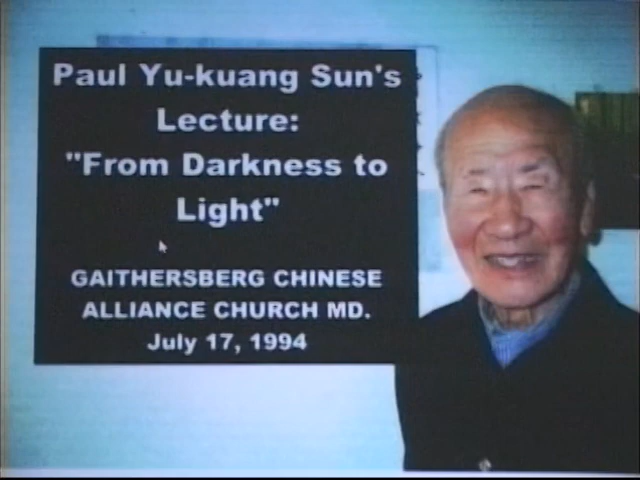 Paul Yu-kuang Sun's
Lecture:
"From Darkness to
Light"
GAITHERSBERG CHINESE
ALLIANCE CHURCH MD.
July 17, 1994